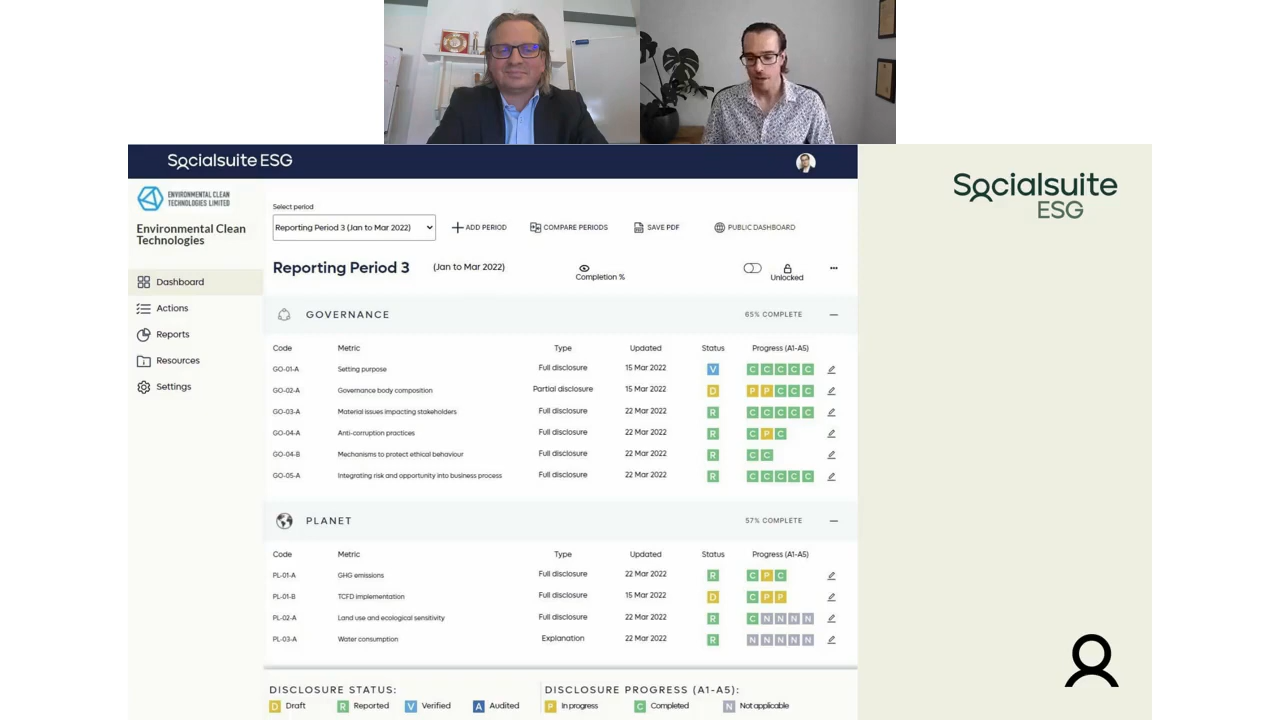 Socialsuite ESG
Socialsuite
ESG
ENVIRONMENTAL CLEAN
TECHNOLOGIES LIMITED
Environmental Clean
Technologies
Dashboard
Actions
Reports
Resources
Settings
Select period
Reporting Period 3 (Jan to Mar 2022)
ADD PERIOD
COMPARE PERIODS
SAVE PDF
PUBLIC DASHBOARD
Reporting Period 3 (Jan to Mar 2022)
Completion %
Unlocked
GOVERNANCE 65% COMPLETE
Code Metric Type Updated Status Progress (A1-A5)
GO-01-A Setting purpose Full disclosure 15 Mar 2022 V C C C C C
GO-02-A Governance body composition Partial disclosure 15 Mar 2022 D P P C C C
GO-03-A Material issues impacting stakeholders Full disclosure 22 Mar 2022 R C C C C C
GO-04-A Anti-corruption practices Full disclosure 22 Mar 2022 R C P C
GO-04-B Mechanisms to protect ethical behaviour Full disclosure 22 Mar 2022 R C C
GO-05-A Integrating risk and opportunity into business process Full disclosure 22 Mar 2022 R C C C C C
PLANET 57% COMPLETE
Code Metric Type Updated Status Progress (A1-A5)
PL-01-A GHG emissions Full disclosure 22 Mar 2022 R C P C
PL-01-B TCFD implementation Full disclosure 15 Mar 2022 D C P P
PL-02-A Land use and ecological sensitivity Full disclosure 22 Mar 2022 R C N N N N
PL-03-A Water consumption Explanation 22 Mar 2022 R N N N N N
DISCLOSURE STATUS: DISCLOSURE PROGRESS (A1-A5):
D Draft R Reported V Verified A Audited P In progress C Completed N Not applicable